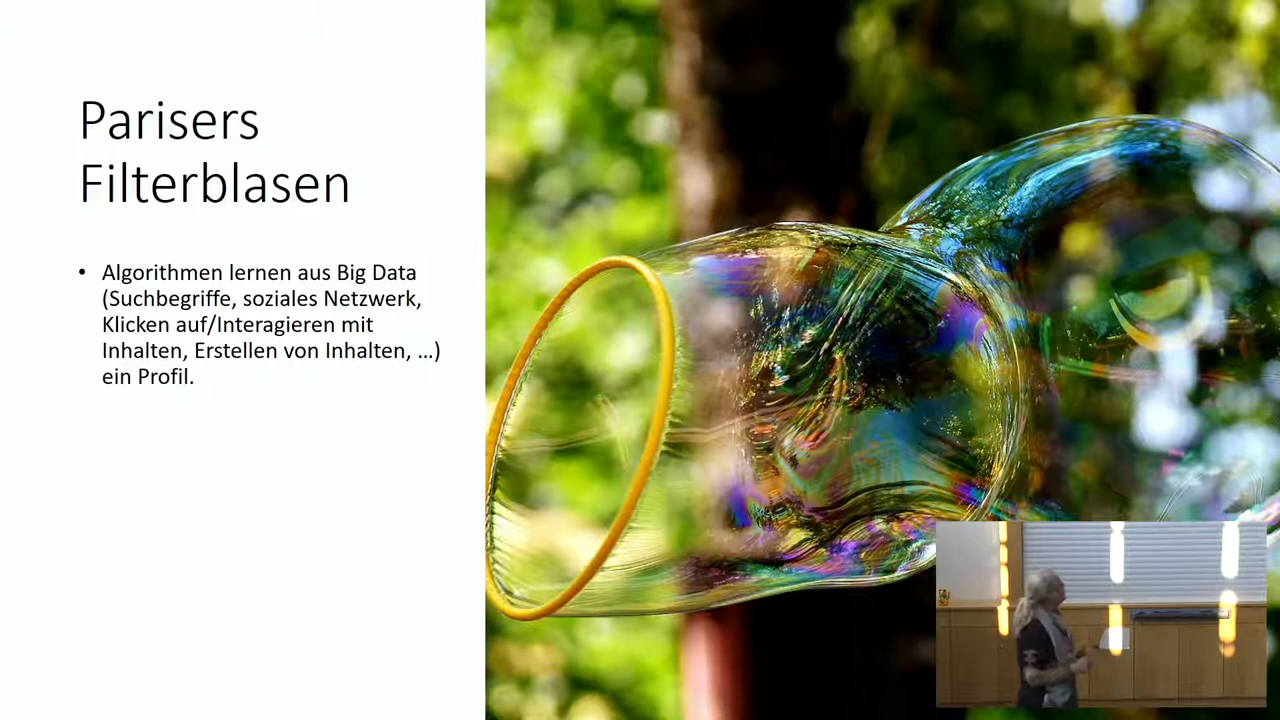 Parisers
Filterblasen
• Algorithmen lernen aus Big Data
(Suchbegriffe, soziales Netzwerk,
Klicken auf/Interagieren mit
Inhalten, Erstellen von Inhalten, …)
ein Profil.